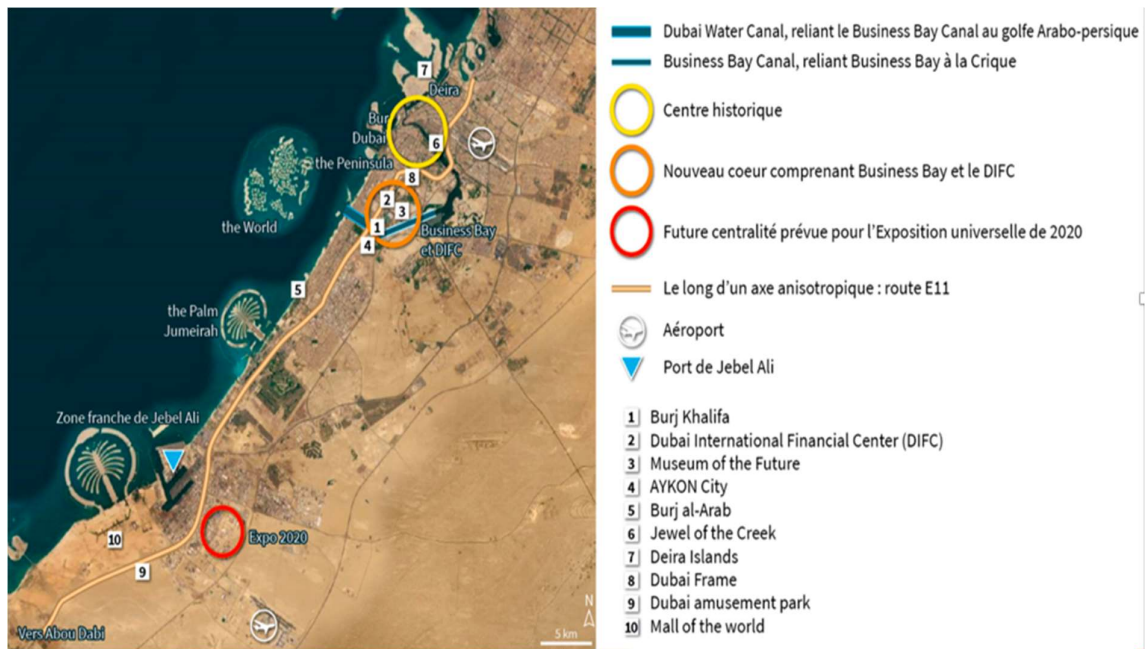 7
Deira
Bur
Dubai
6
the Peninsula
8
2
3
the World
1
Business Bay
et DIFC
4
5
the Palm
Jumeirah
Zone franche de Jebel Ali
10
Expo 2020
9
Vers Abou Dabi
N
5 km
Dubai Water Canal, reliant le Business Bay Canal au golfe Arabo-persique
Business Bay Canal, reliant Business Bay à la Crique
Centre historique
Nouveau coeur comprenant Business Bay et le DIFC
Future centralité prévue pour l'Exposition universelle de 2020
Le long d'un axe anisotropique : route E11
Aéroport
Port de Jebel Ali
1 Burj Khalifa
2 Dubai International Financial Center (DIFC)
3 Museum of the Future
4 AYKON City
5 Burj al-Arab
6 Jewel of the Creek
7 Deira Islands
8 Dubai Frame
9 Dubai amusement park
10 Mall of the world